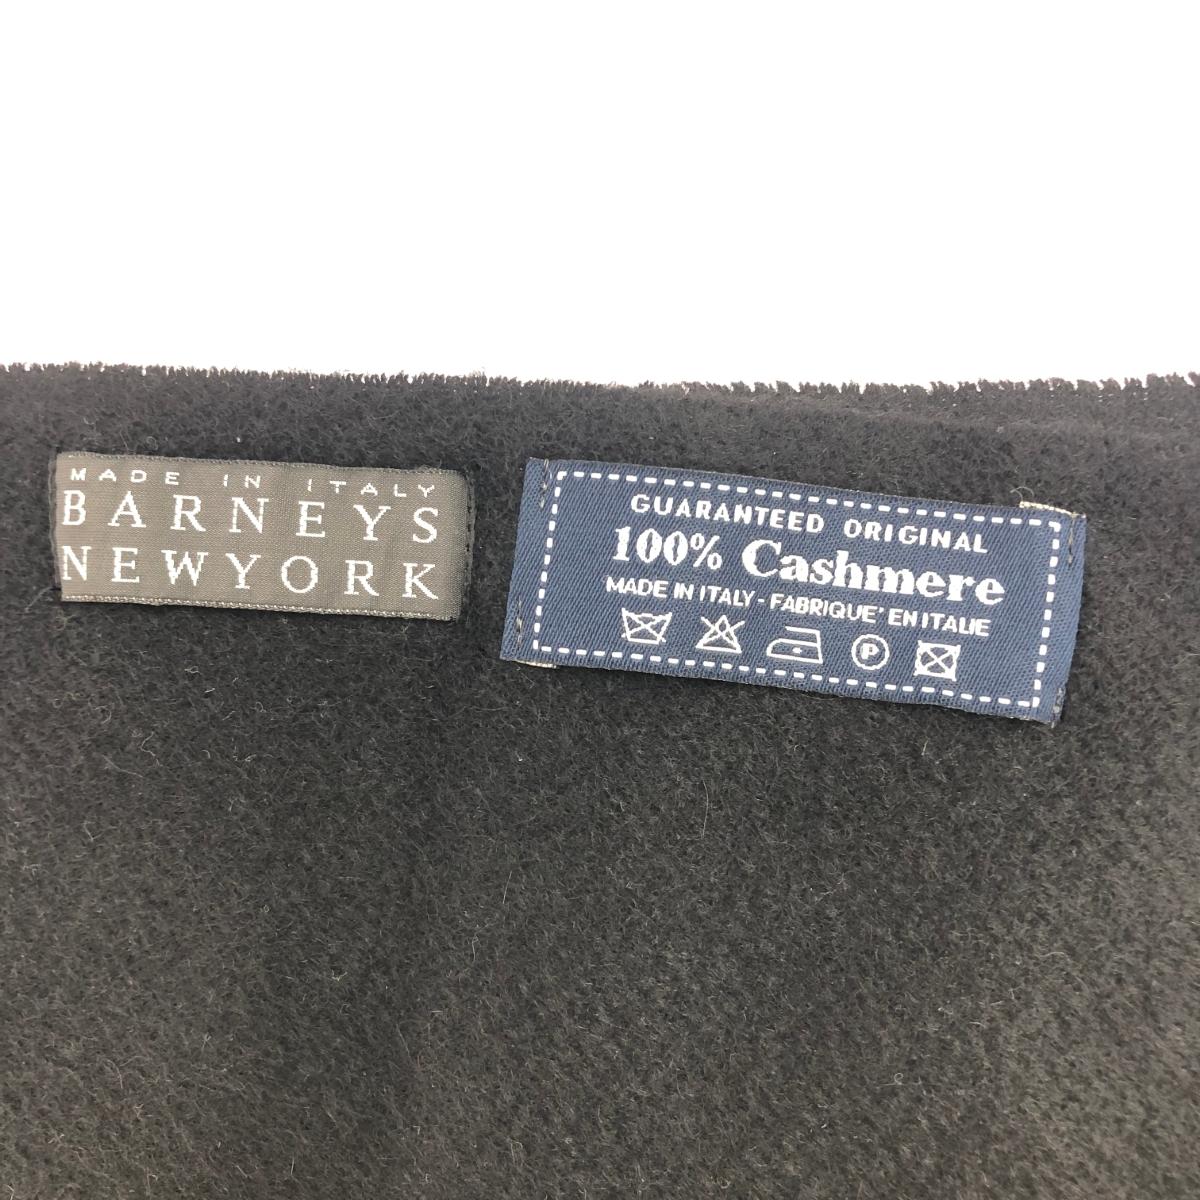 MADE IN ITALY
BARNEYS
NEWYORK
GUARANTEED ORIGINAL
100% Cashmere
MADE IN ITALY - FABRIQUE' EN ITALIE
P